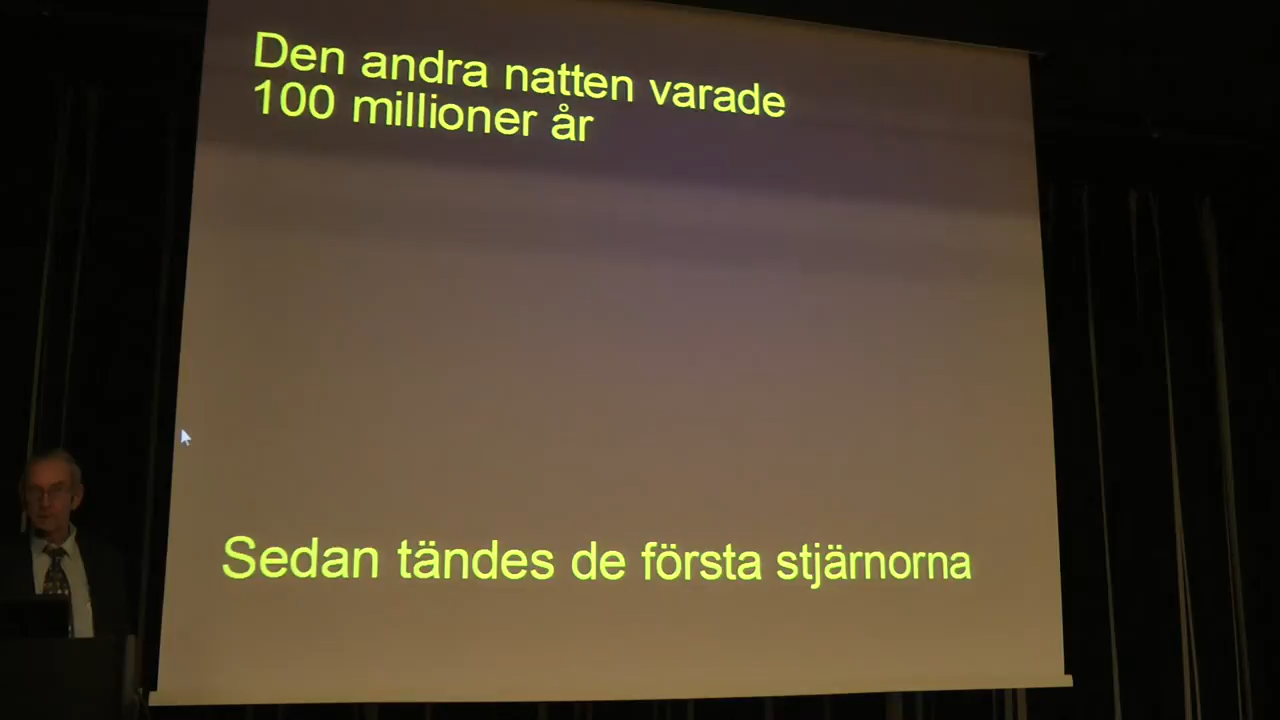 Den andra natten varade
100 millioner år
Sedan tändes de första stjärnorna